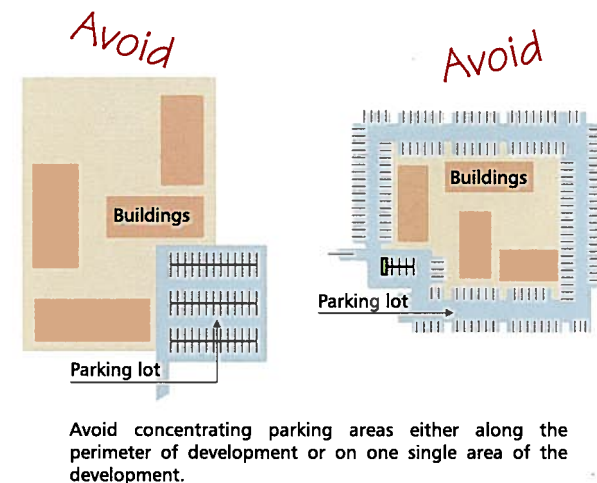 Avoid
Avoid
Buildings
Parking lot
Buildings
Parking lot
Avoid concentrating parking areas either along the
perimeter of development or on one single area of the
development.